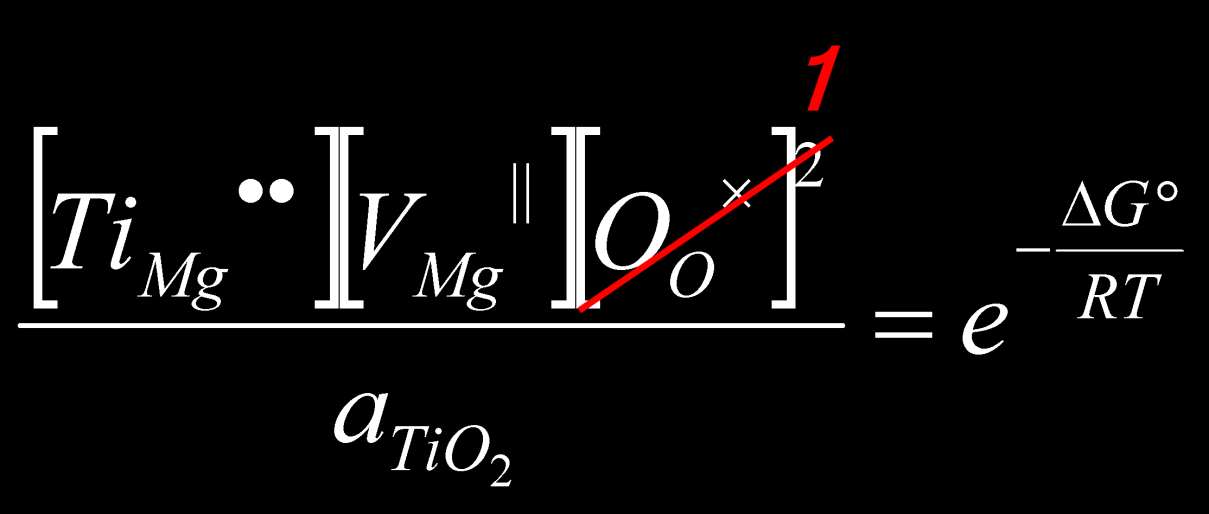 1
[Ti_Mg^••][V_Mg^||][O_O^×]^2
a_TiO₂
= e^(−ΔG°/RT)